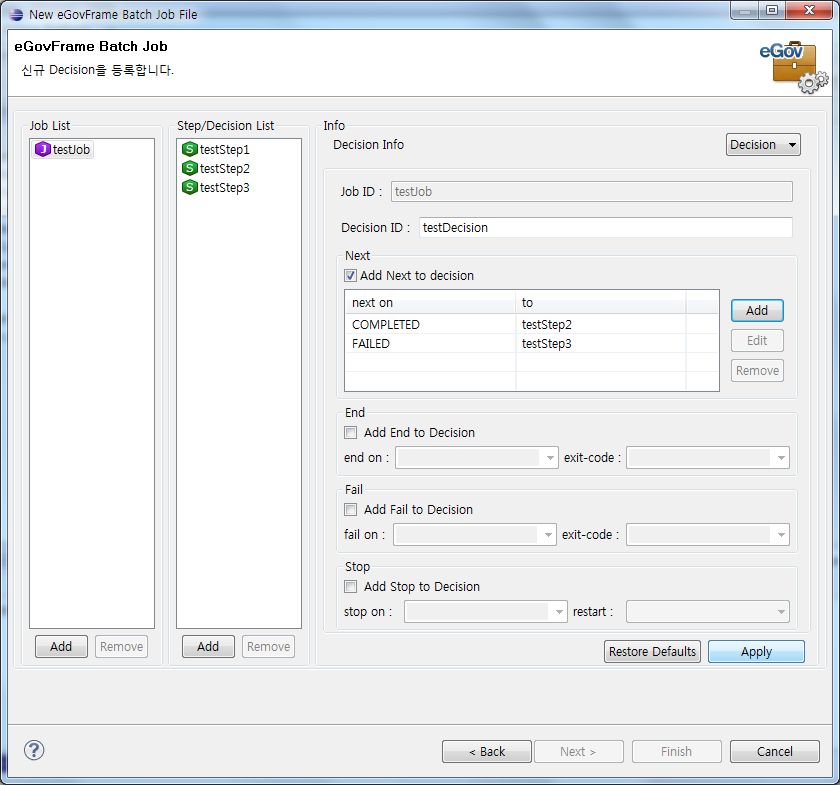 New eGovFrame Batch Job File
eGovFrame Batch Job
신규 Decision을 등록합니다.
eGov
Job List
testJob
Add
Remove
Step/Decision List
testStep1
testStep2
testStep3
Add
Remove
Info
Decision Info
Decision
Job ID :
testJob
Decision ID :
testDecision
Next
Add Next to decision
next on to
COMPLETED testStep2
FAILED testStep3
Add
Edit
Remove
End
Add End to Decision
end on : exit-code :
Fail
Add Fail to Decision
fail on : exit-code :
Stop
Add Stop to Decision
stop on : restart :
Restore Defaults
Apply
?
< Back
Next >
Finish
Cancel